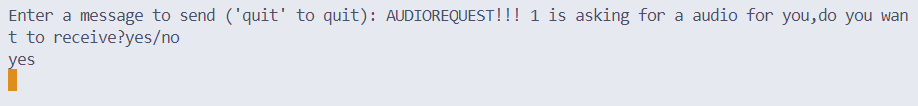 Enter a message to send ('quit' to quit): AUDIOREQUEST!!! 1 is asking for a audio for you,do you wan
t to receive?yes/no
yes